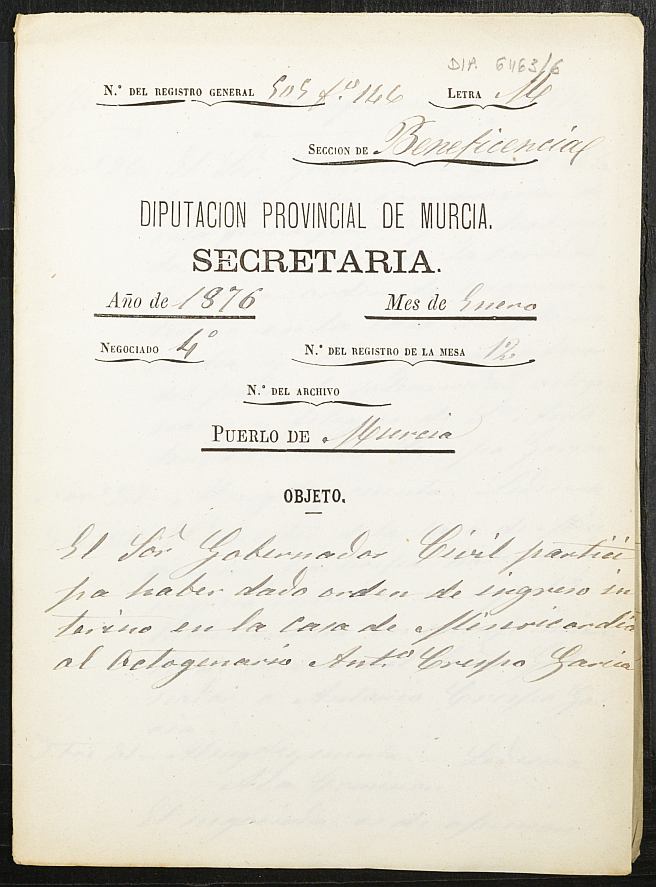 DIP. 6463/6
N.º DEL REGISTRO GENERAL 505 fº 146 LETRA M
SECCION DE Beneficencia
DIPUTACION PROVINCIAL DE MURCIA.
SECRETARIA.
Año de 1876 Mes de Enero
NEGOCIADO 4º N.º DEL REGISTRO DE LA MESA 12
N.º DEL ARCHIVO
PUERLO DE Murcia
OBJETO.
El Sor Gobernador Civil partici
pa haber dado orden de ingreso in
terino en la casa de Misericordia
al Octogenario Antº Crespo Garcia